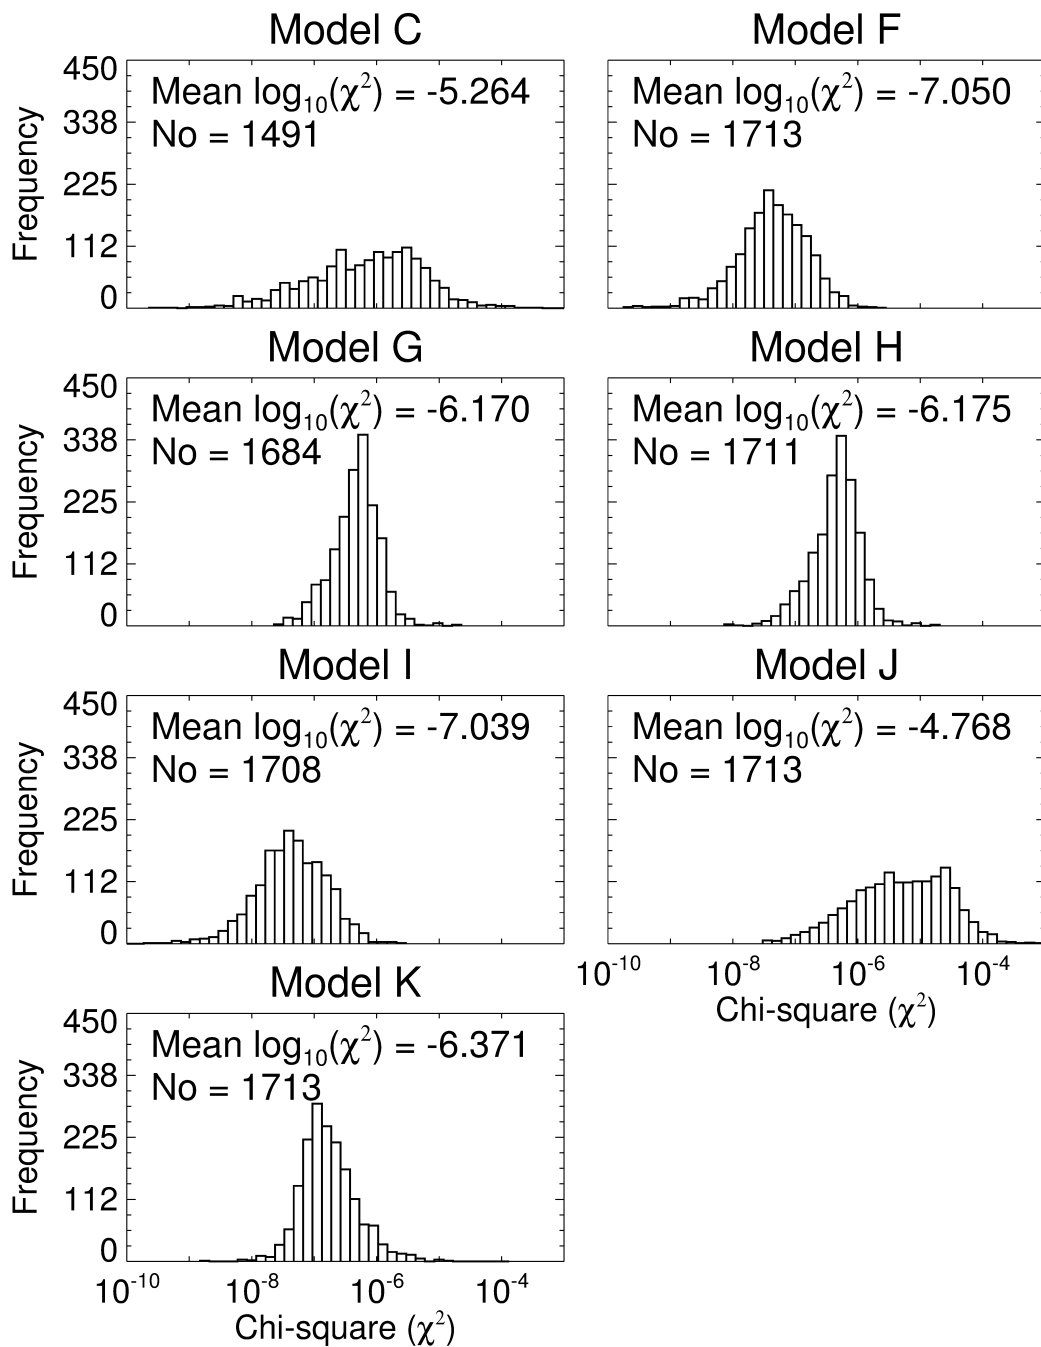 Model C
Mean log₁₀(χ²) = -5.264
No = 1491
450
338
225
112
0
Frequency
Model F
Mean log₁₀(χ²) = -7.050
No = 1713
Model G
Mean log₁₀(χ²) = -6.170
No = 1684
450
338
225
112
0
Frequency
Model H
Mean log₁₀(χ²) = -6.175
No = 1711
Model I
Mean log₁₀(χ²) = -7.039
No = 1708
450
338
225
112
0
Frequency
Model J
Mean log₁₀(χ²) = -4.768
No = 1713
10⁻¹⁰ 10⁻⁸ 10⁻⁶ 10⁻⁴
Chi-square (χ²)
Model K
Mean log₁₀(χ²) = -6.371
No = 1713
450
338
225
112
0
Frequency
10⁻¹⁰ 10⁻⁸ 10⁻⁶ 10⁻⁴
Chi-square (χ²)